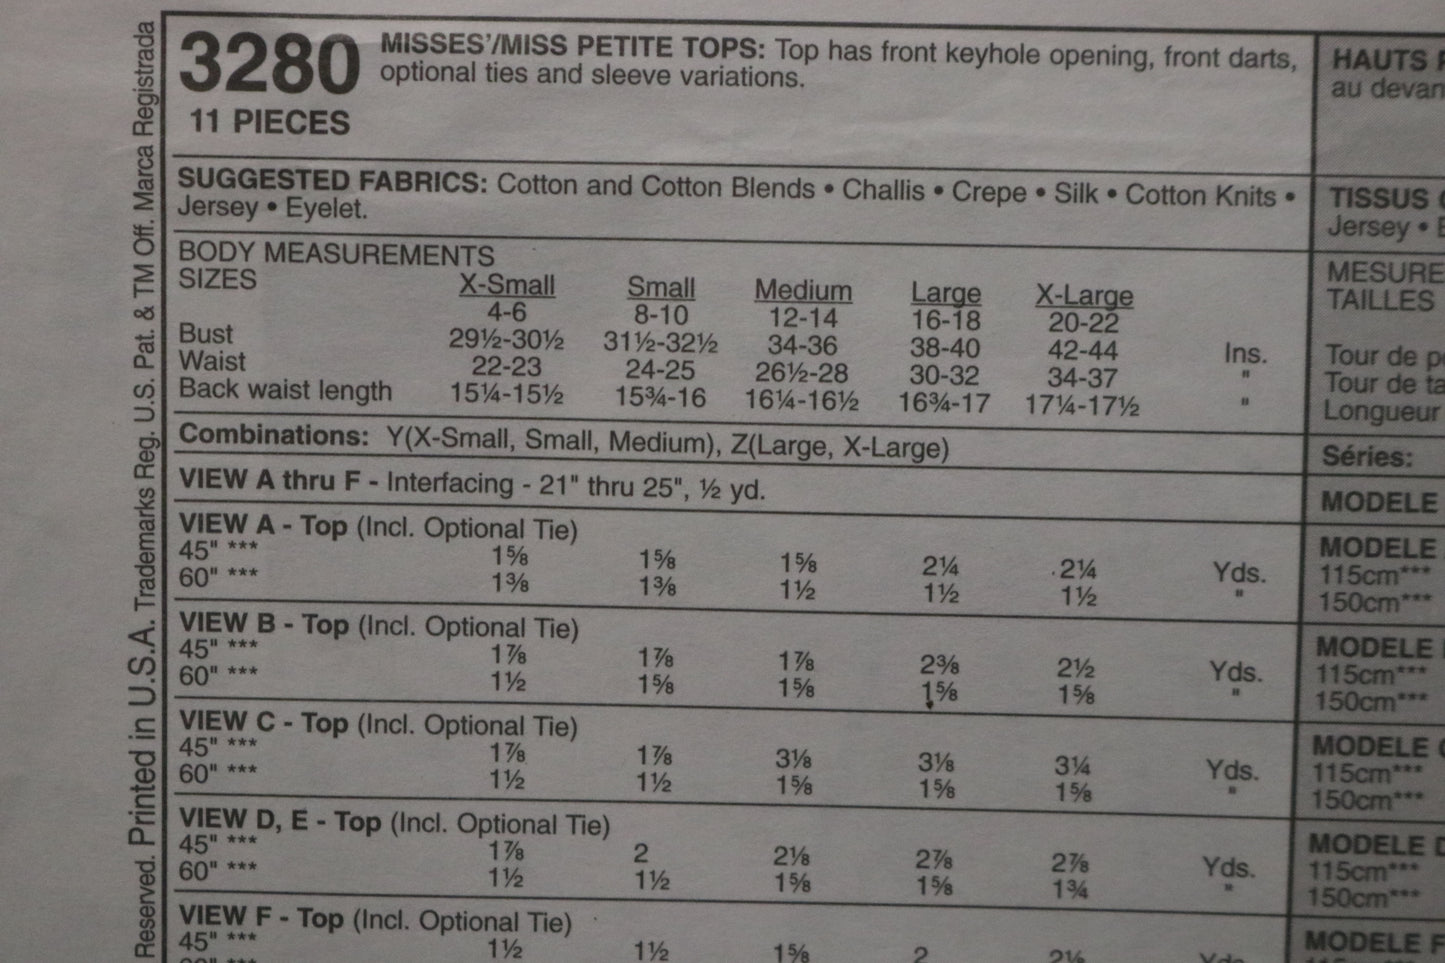 Reserved. Printed in U.S.A. Trademarks Reg. U.S. Pat. & TM Off. Marca Registrada
3280
11 PIECES
MISSES'/MISS PETITE TOPS: Top has front keyhole opening, front darts,
optional ties and sleeve variations.
SUGGESTED FABRICS: Cotton and Cotton Blends • Challis • Crepe • Silk • Cotton Knits •
Jersey • Eyelet.
BODY MEASUREMENTS
SIZES X-Small Small Medium Large X-Large
4-6 8-10 12-14 16-18 20-22
Bust 29½-30½ 31½-32½ 34-36 38-40 42-44 Ins.
Waist 22-23 24-25 26½-28 30-32 34-37 "
Back waist length 15¼-15½ 15¾-16 16¼-16½ 16¾-17 17¼-17½ "
Combinations: Y(X-Small, Small, Medium), Z(Large, X-Large)
VIEW A thru F - Interfacing - 21" thru 25", ½ yd.
VIEW A - Top (Incl. Optional Tie)
45" *** 1⅝ 1⅝ 1⅝ 2¼ 2¼ Yds.
60" *** 1⅜ 1⅜ 1½ 1½ 1½ "
VIEW B - Top (Incl. Optional Tie)
45" *** 1⅞ 1⅞ 1⅞ 2⅜ 2½ Yds.
60" *** 1½ 1⅝ 1⅝ 1⅝ 1⅝ "
VIEW C - Top (Incl. Optional Tie)
45" *** 1⅞ 1⅞ 3⅛ 3⅛ 3¼ Yds.
60" *** 1½ 1½ 1⅝ 1⅝ 1⅝ "
VIEW D, E - Top (Incl. Optional Tie)
45" *** 1⅞ 2 2⅛ 2⅞ 2⅞ Yds.
60" *** 1½ 1½ 1⅝ 1⅝ 1¾ "
VIEW F - Top (Incl. Optional Tie)
45" *** 1½ 1½ 1⅝ 2
HAUTS
au devan
TISSUS
Jersey •
MESURE
TAILLES
Tour de
Tour de ta
Longueur
Séries:
MODELE
MODELE
115cm***
150cm***
MODELE
115cm***
150cm***
MODELE
115cm***
150cm***
MODELE
115cm***
150cm***
MODELE F